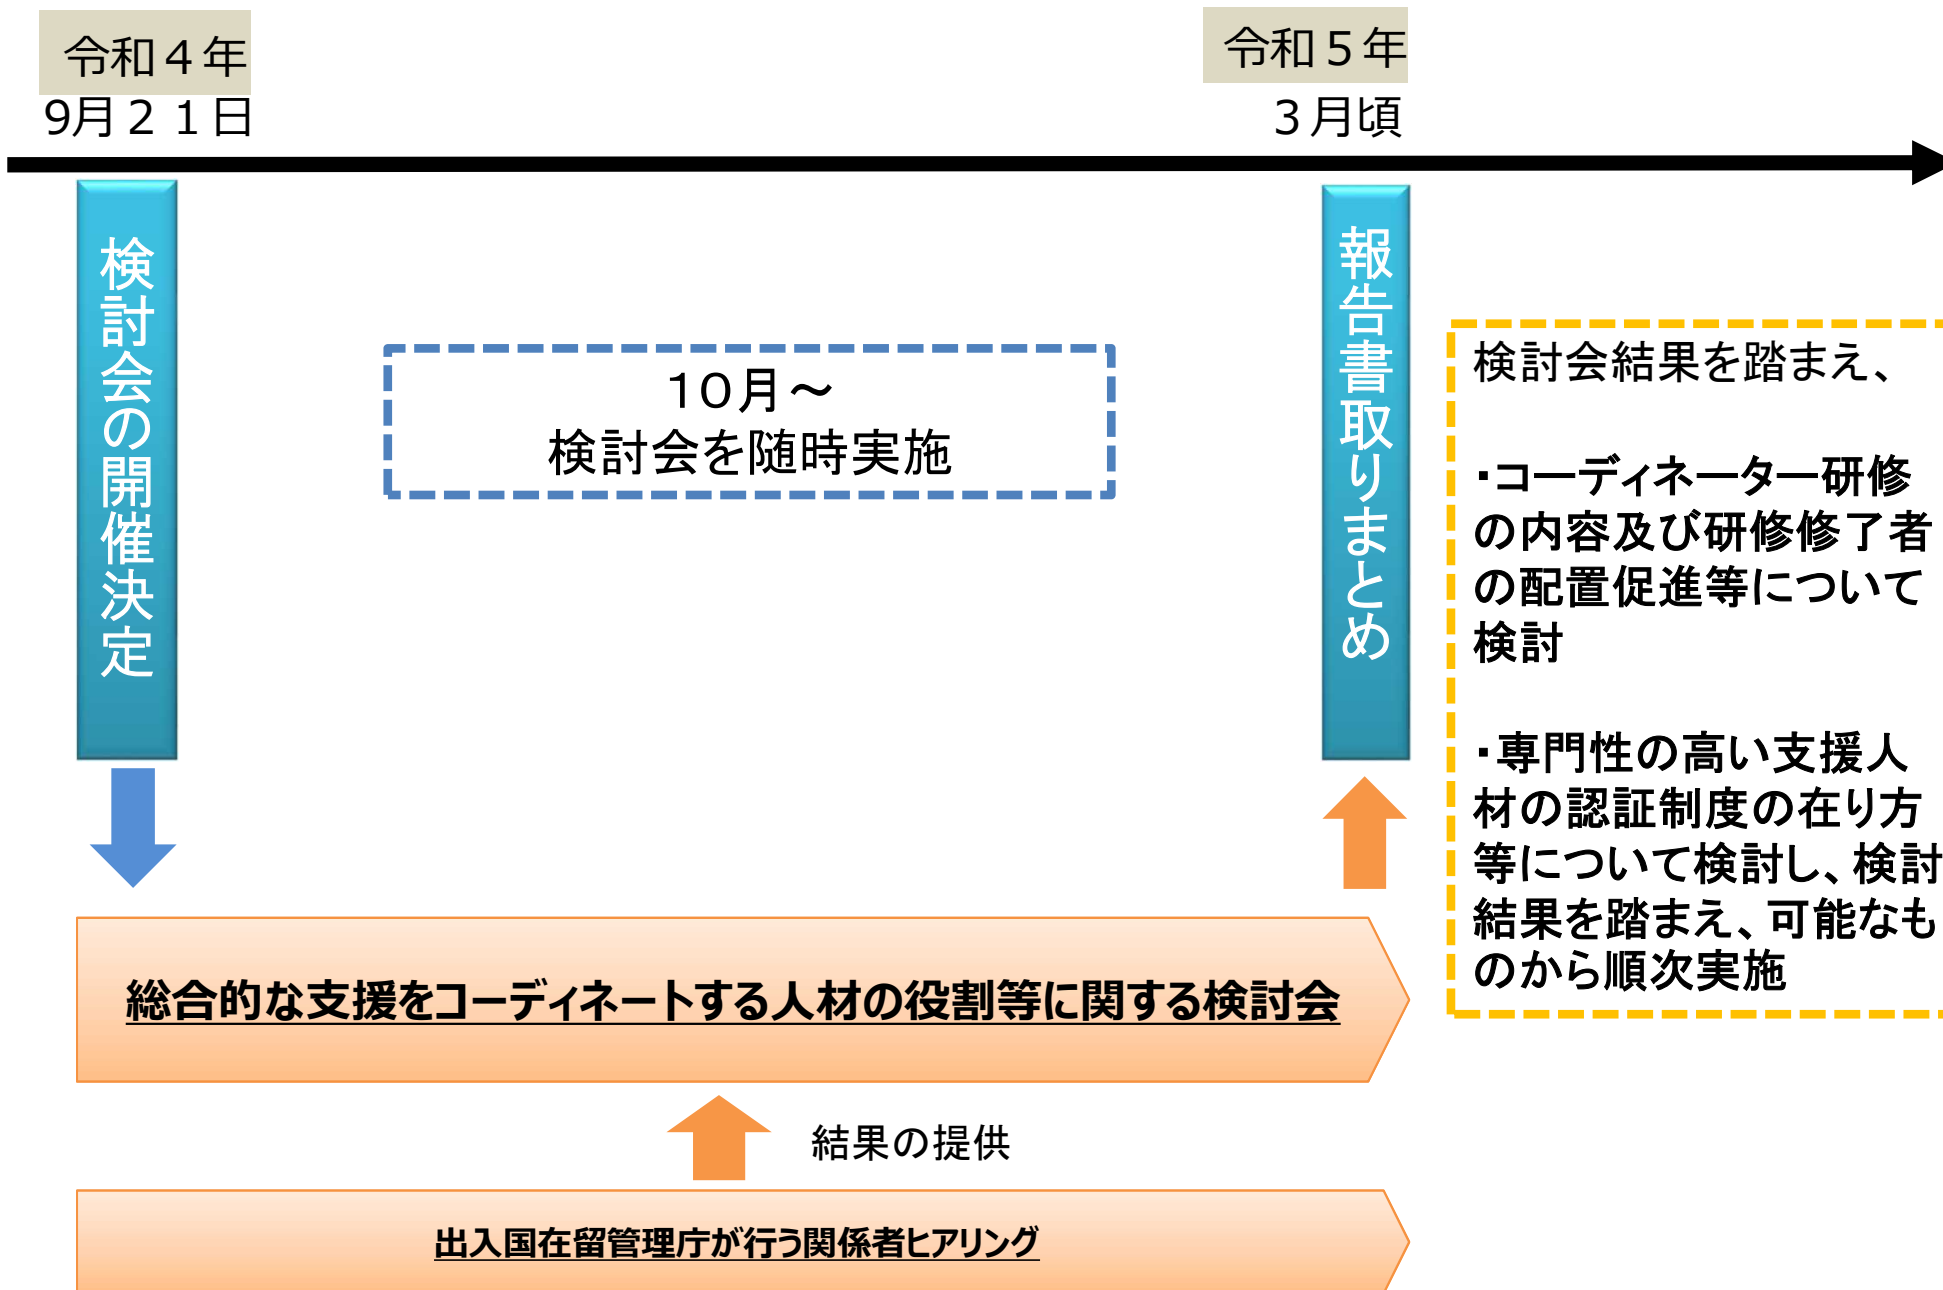 令和４年
9月２１日
令和５年
３月頃
検討会の開催決定
10月～
検討会を随時実施
報告書取りまとめ
検討会結果を踏まえ、
・コーディネーター研修
の内容及び研修修了者
の配置促進等について
検討
・専門性の高い支援人
材の認証制度の在り方
等について検討し、検討
結果を踏まえ、可能なも
のから順次実施
総合的な支援をコーディネートする人材の役割等に関する検討会
結果の提供
出入国在留管理庁が行う関係者ヒアリング